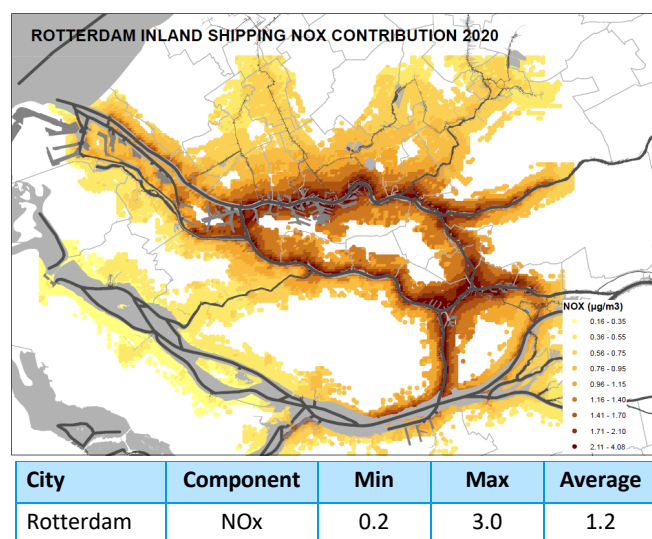 ROTTERDAM INLAND SHIPPING NOX CONTRIBUTION 2020
NOX (µg/m3)
0.16 - 0.35
0.36 - 0.55
0.56 - 0.75
0.76 - 0.95
0.96 - 1.15
1.16 - 1.40
1.41 - 1.70
1.71 - 2.10
2.11 - 4.08
City Component Min Max Average
Rotterdam NOx 0.2 3.0 1.2